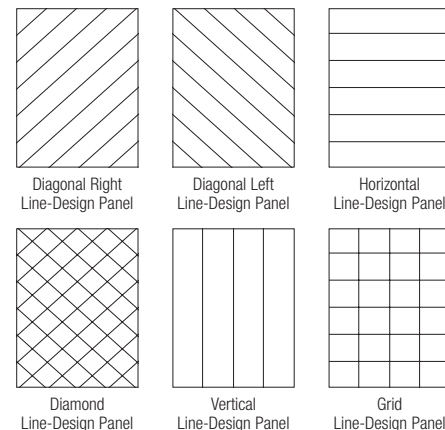 Diagonal Right
Line-Design Panel
Diagonal Left
Line-Design Panel
Horizontal
Line-Design Panel
Diamond
Line-Design Panel
Vertical
Line-Design Panel
Grid
Line-Design Panel